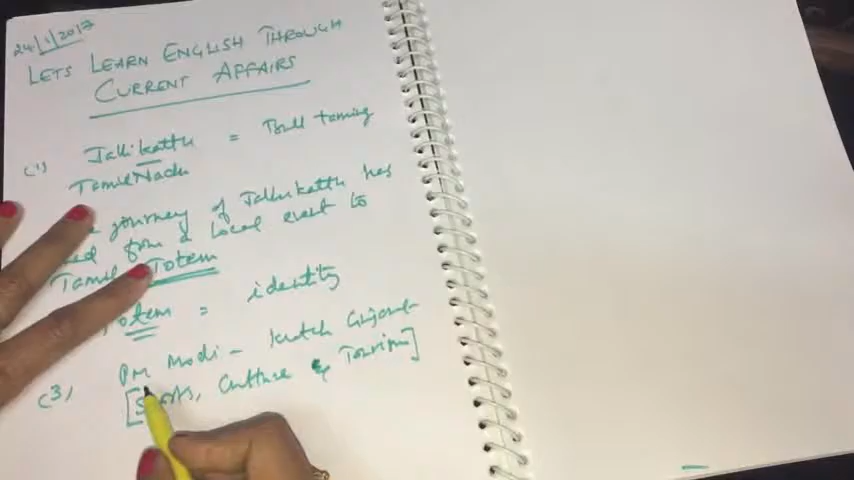 24/1/2017
LETS LEARN ENGLISH THROUGH
CURRENT AFFAIRS
(1) Jallikattu = Bull taming
Tamil Nadu
journey of Jallikattu has
from a local event to
Tamil Totem
Totem = identity
(3) PM Modi - Kutch Gujarat
[Sports, Culture & Tourism]